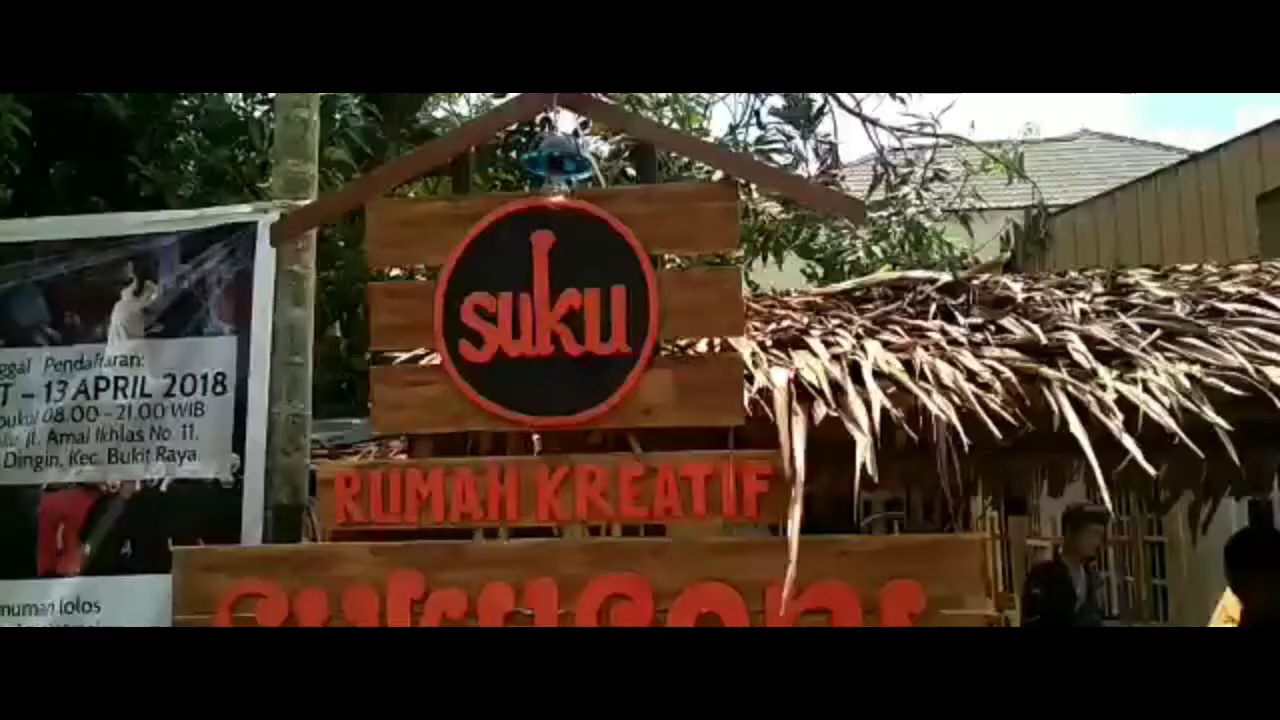 Pendaftaran:
- 13 APRIL 2018
08.00 - 21.00 WIB
Jl. Amal Ikhlas No. 11,
Dingin, Kec. Bukit Raya.
lolos
suku
RUMAH KREATIF